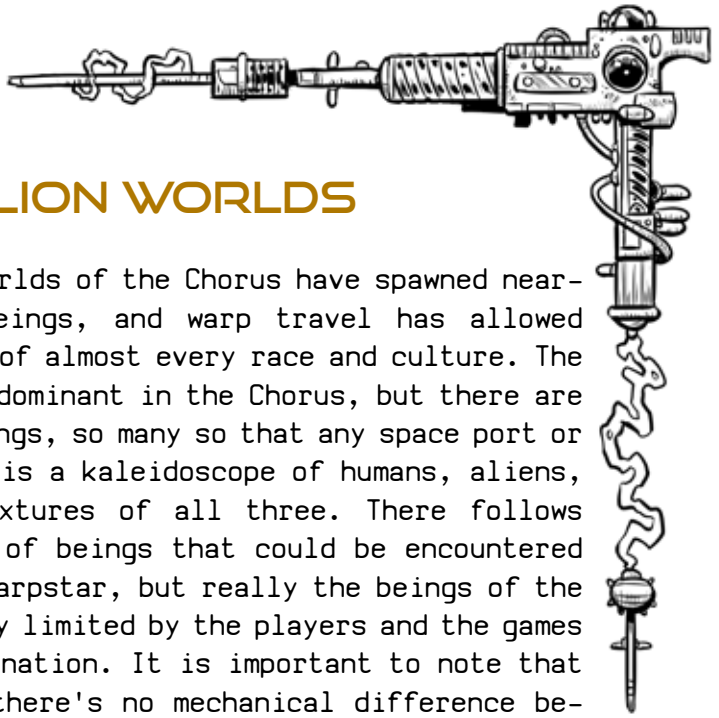 LION WORLDS
rlds of the Chorus have spawned near-
eings, and warp travel has allowed
of almost every race and culture. The
dominant in the Chorus, but there are
ngs, so many so that any space port or
is a kaleidoscope of humans, aliens,
xtures of all three. There follows
of beings that could be encountered
arpstar, but really the beings of the
y limited by the players and the games
nation. It is important to note that
there's no mechanical difference be-